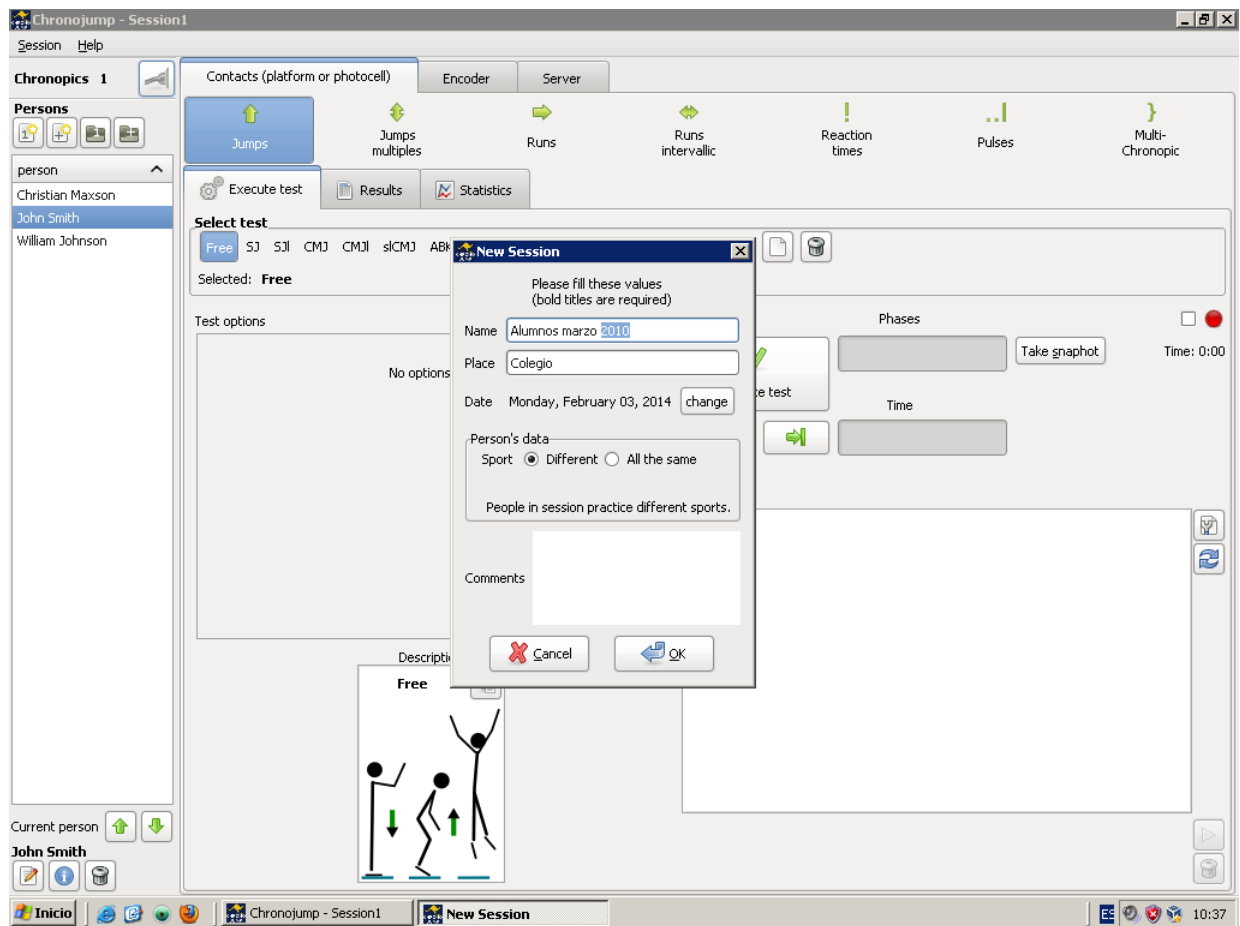 Chronojump - Session1
Session Help
Chronopics 1
Contacts (platform or photocell) Encoder Server
Persons
Jumps
Jumps multiples
Runs
Runs intervallic
Reaction times
Pulses
Multi-Chronopic
person
Christian Maxson
John Smith
William Johnson
Execute test Results Statistics
Select test
Free SJ SJl CMJ CMJl slCMJ
Selected: Free
Test options
No options
Phases
Take snaphot
Time: 0:00
test
Time
New Session
Please fill these values
(bold titles are required)
Name Alumnos marzo 2010
Place Colegio
Date Monday, February 03, 2014 change
Person's data
Sport Different All the same
People in session practice different sports.
Comments
Cancel OK
Free
Current person
John Smith
Inicio Chronojump - Session1 New Session ES 10:37